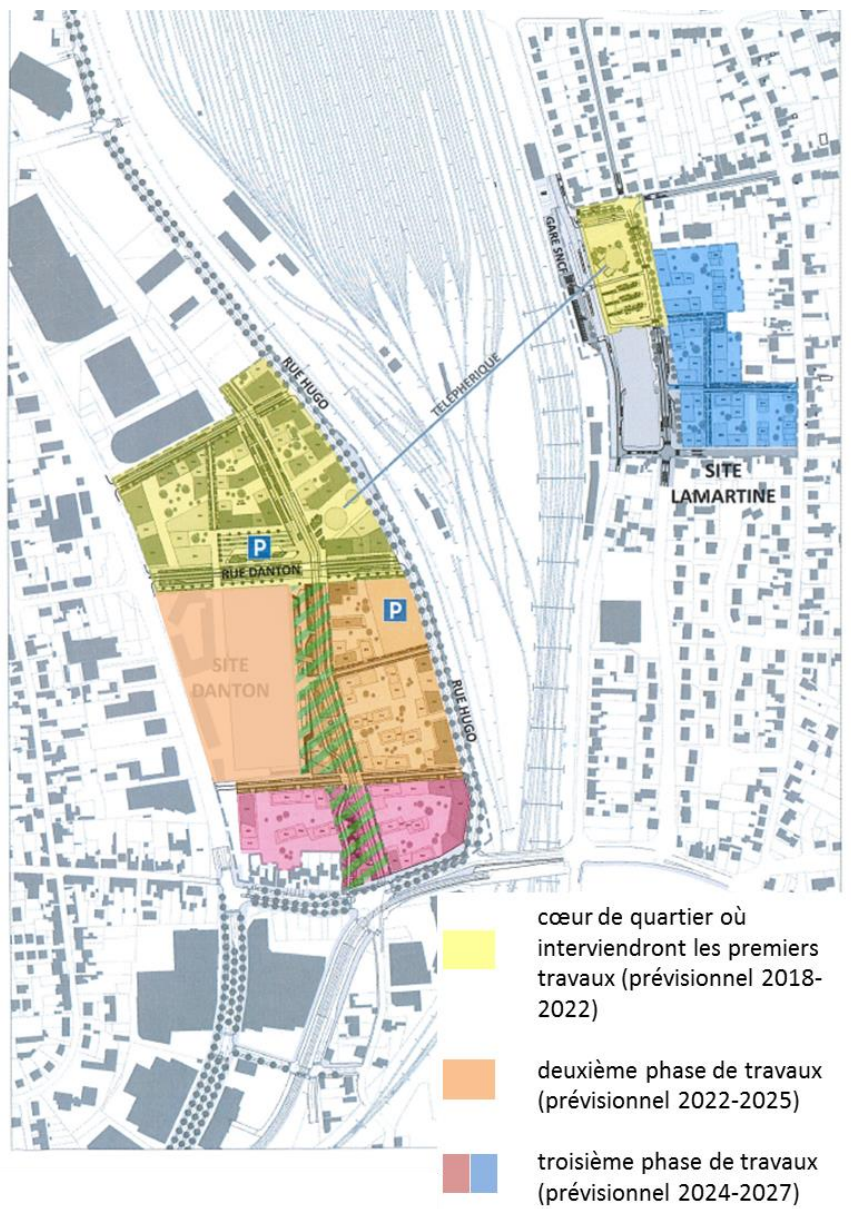 GARE SNCF
RUE HUGO
TELEPHERIQUE
SITE
LAMARTINE
P
RUE DANTON
P
SITE
DANTON
RUE HUGO
cœur de quartier où
interviendront les premiers
travaux (prévisionnel 2018-
2022)
deuxième phase de travaux
(prévisionnel 2022-2025)
troisième phase de travaux
(prévisionnel 2024-2027)